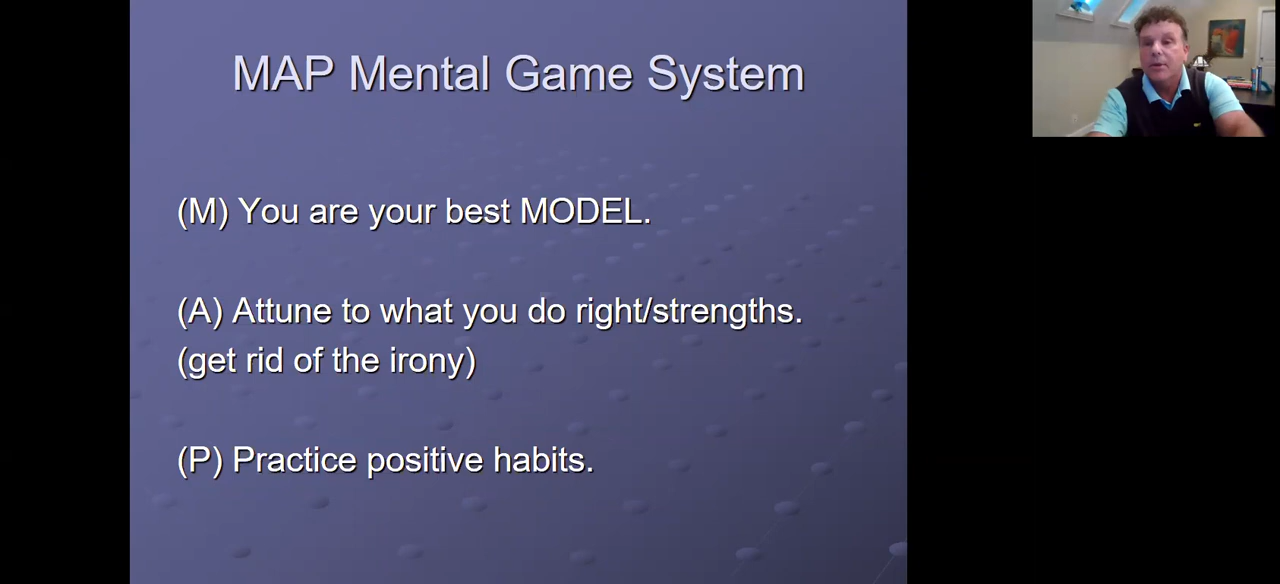 MAP Mental Game System
(M) You are your best MODEL.
(A) Attune to what you do right/strengths.
(get rid of the irony)
(P) Practice positive habits.